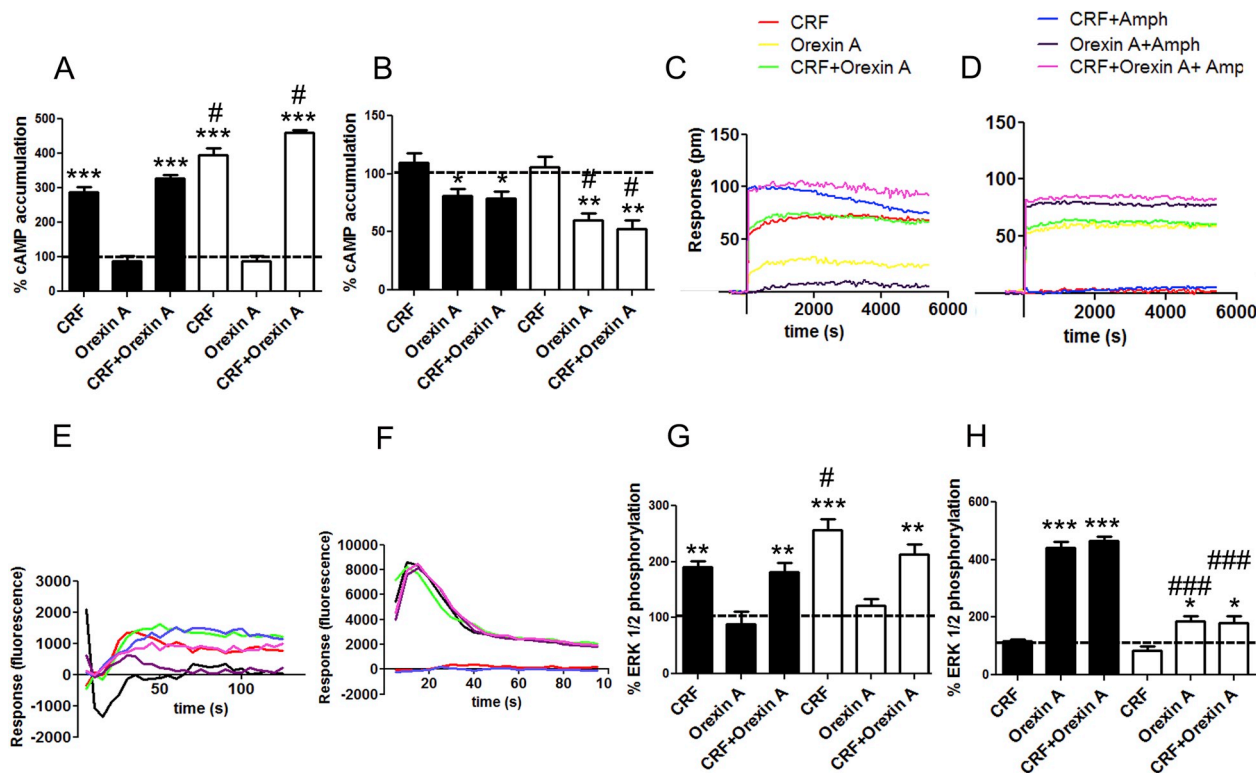 CRF
Orexin A
CRF+Orexin A
CRF+Amph
Orexin A+Amph
CRF+Orexin A+ Amp
A
% cAMP accumulation
500
400
300
200
100
0
***
***
#
***
#
***
CRF
Orexin A
CRF+Orexin A
CRF
Orexin A
CRF+Orexin A
B
% cAMP accumulation
150
100
50
0
*
*
#
**
#
**
CRF
Orexin A
CRF+Orexin A
CRF
Orexin A
CRF+Orexin A
C
Response (pm)
150
100
50
2000
4000
6000
time (s)
D
150
100
50
2000
4000
6000
time (s)
E
Response (fluorescence)
3000
2000
1000
0
-1000
-2000
50
100
time (s)
F
Response (fluorescence)
10000
8000
6000
4000
2000
0
-2000
20
40
60
80
10
time (s)
G
% ERK 1/2 phosphorylation
300
200
100
0
**
**
#
***
**
CRF
Orexin A
CRF+Orexin A
CRF
Orexin A
CRF+Orexin A
H
% ERK 1/2 phosphorylation
600
400
200
0
***
***
###
*
###
*
CRF
Orexin A
CRF+Orexin A
CRF
Orexin A
CRF+Orexin A